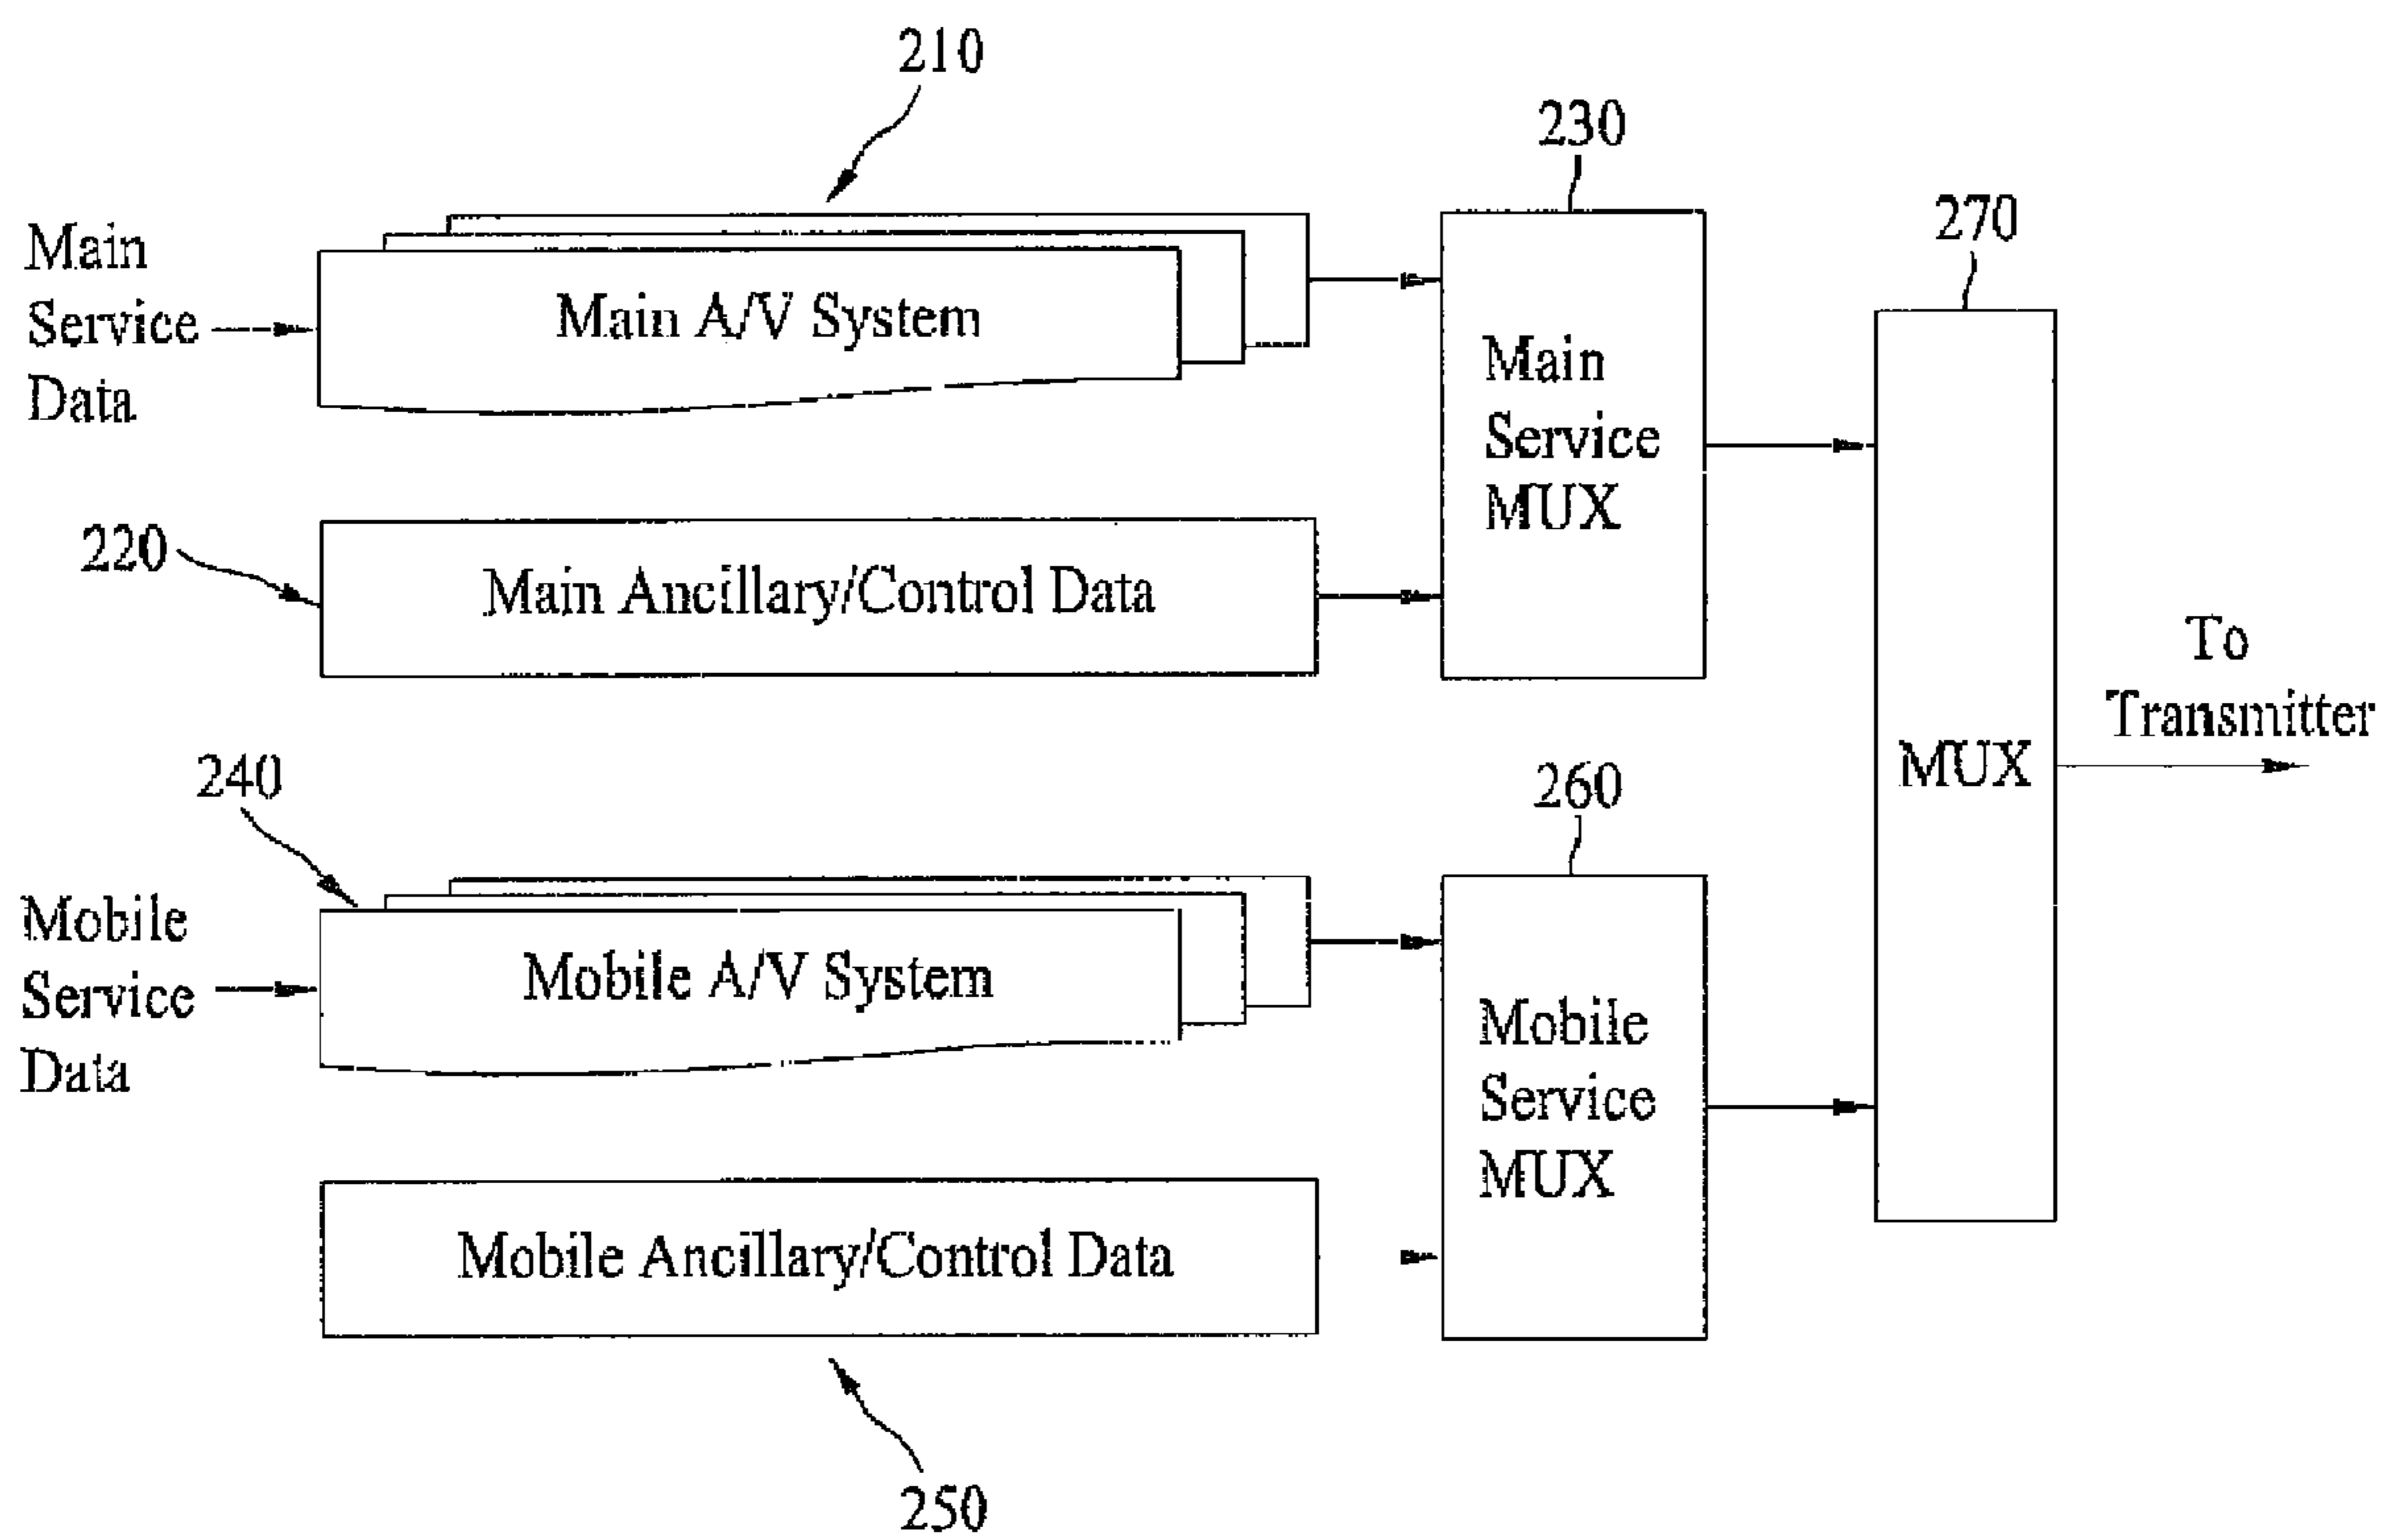 210
230
270
Main
Service
Data
Main A/V System
Main
Service
MUX
220
Main Ancillary/Control Data
To
Transmitter
MUX
240
260
Mobile
Service
Data
Mobile A/V System
Mobile
Service
MUX
Mobile Ancillary/Control Data
250